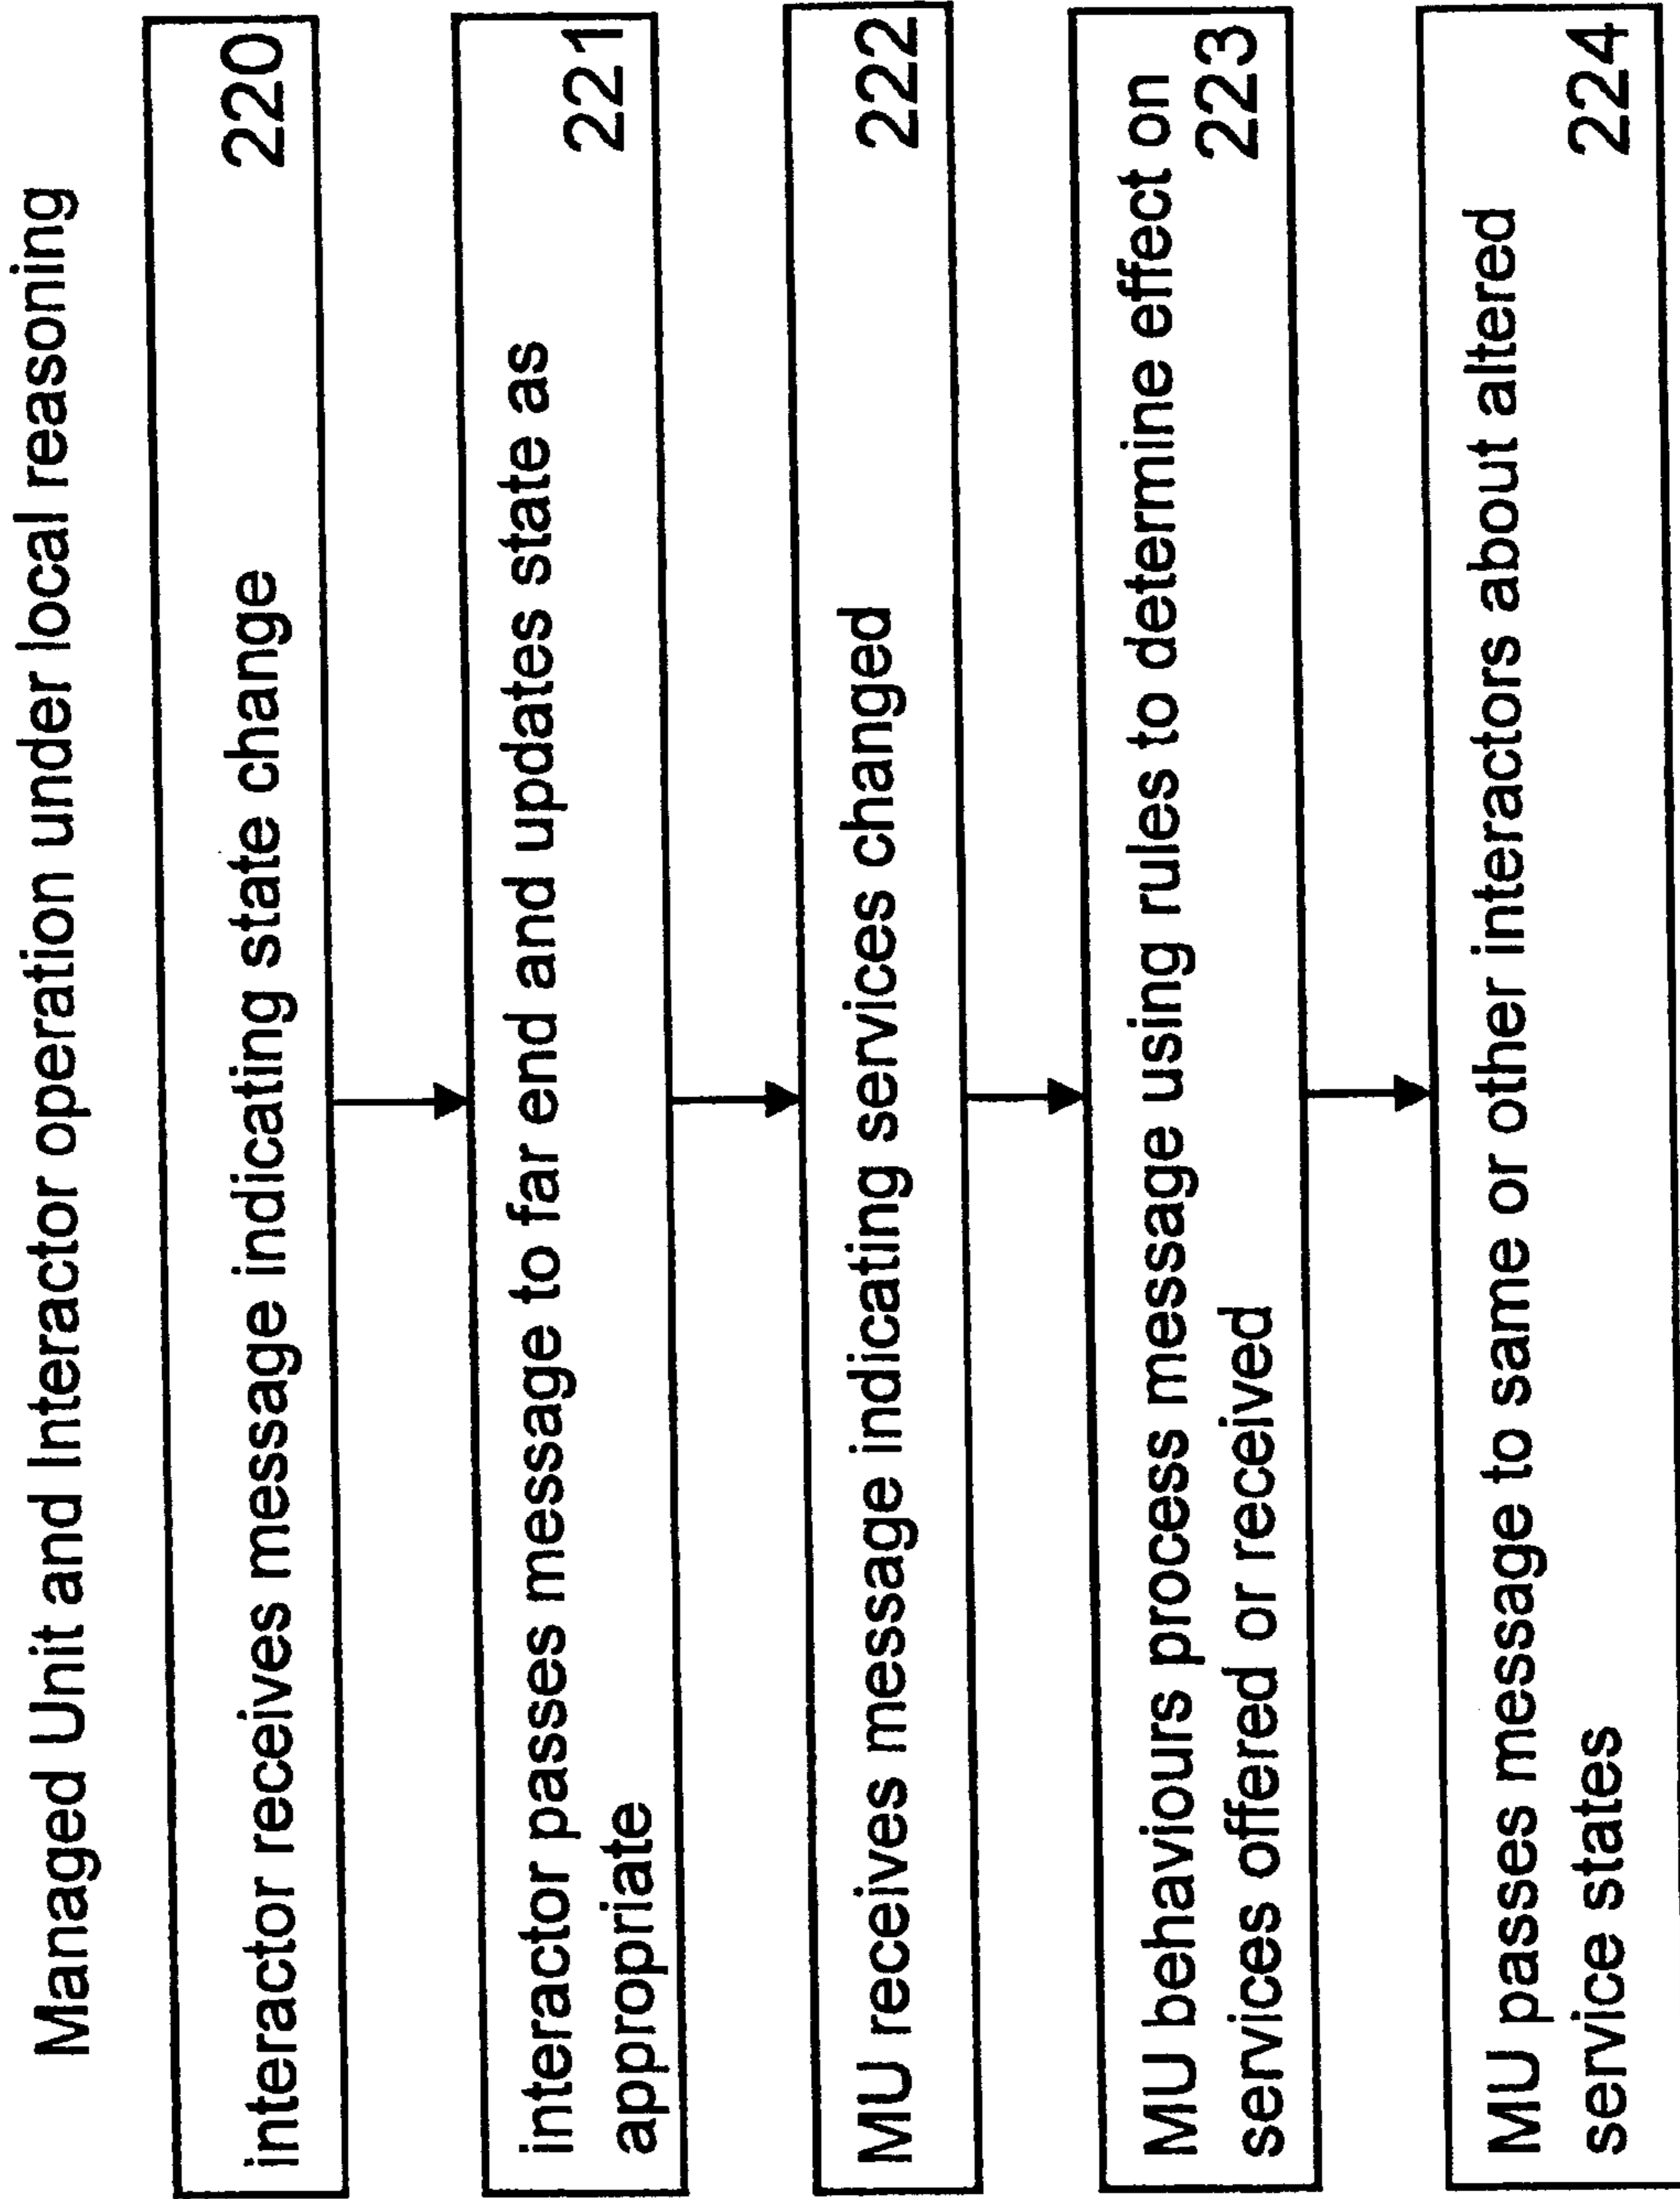 Managed Unit and Interactor operation under local reasoning
interactor receives message indicating state change
220
interactor passes message to far end and updates state as
appropriate
221
MU receives message indicating services changed
222
MU behaviours process message using rules to determine effect on
services offered or received
223
MU passes message to same or other interactors about altered
service states
224